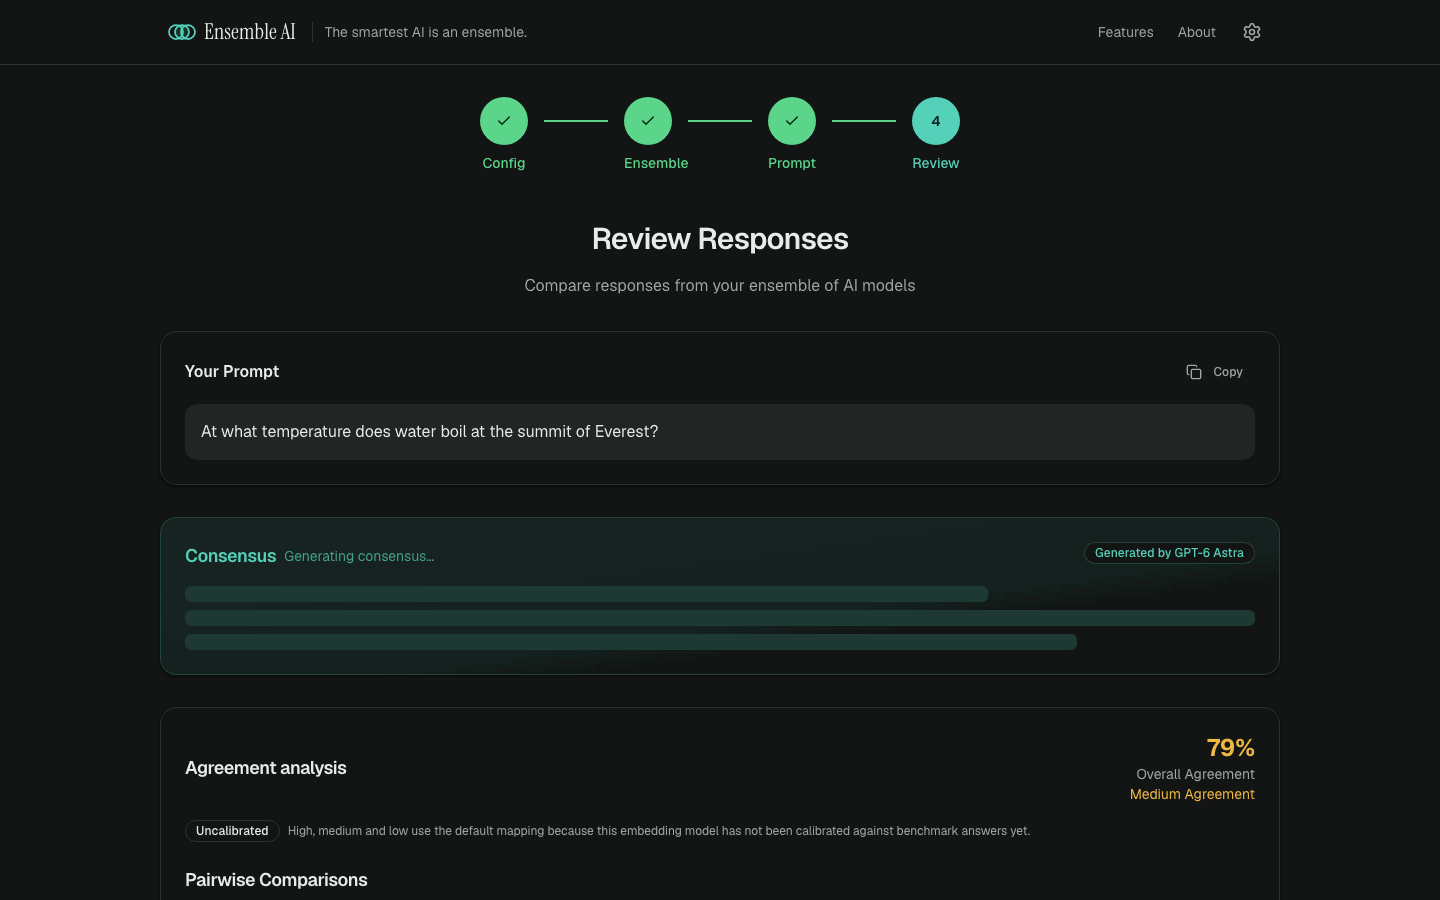 Ensemble AI
The smartest AI is an ensemble.
Features
About
4
Config
Ensemble
Prompt
Review
Review Responses
Compare responses from your ensemble of AI models
Your Prompt
Copy
At what temperature does water boil at the summit of Everest?
Consensus
Generating consensus...
Generated by GPT-6 Astra
79%
Agreement analysis
Overall Agreement
Medium Agreement
Uncalibrated
High, medium and low use the default mapping because this embedding model has not been calibrated against benchmark answers yet.
Pairwise Comparisons